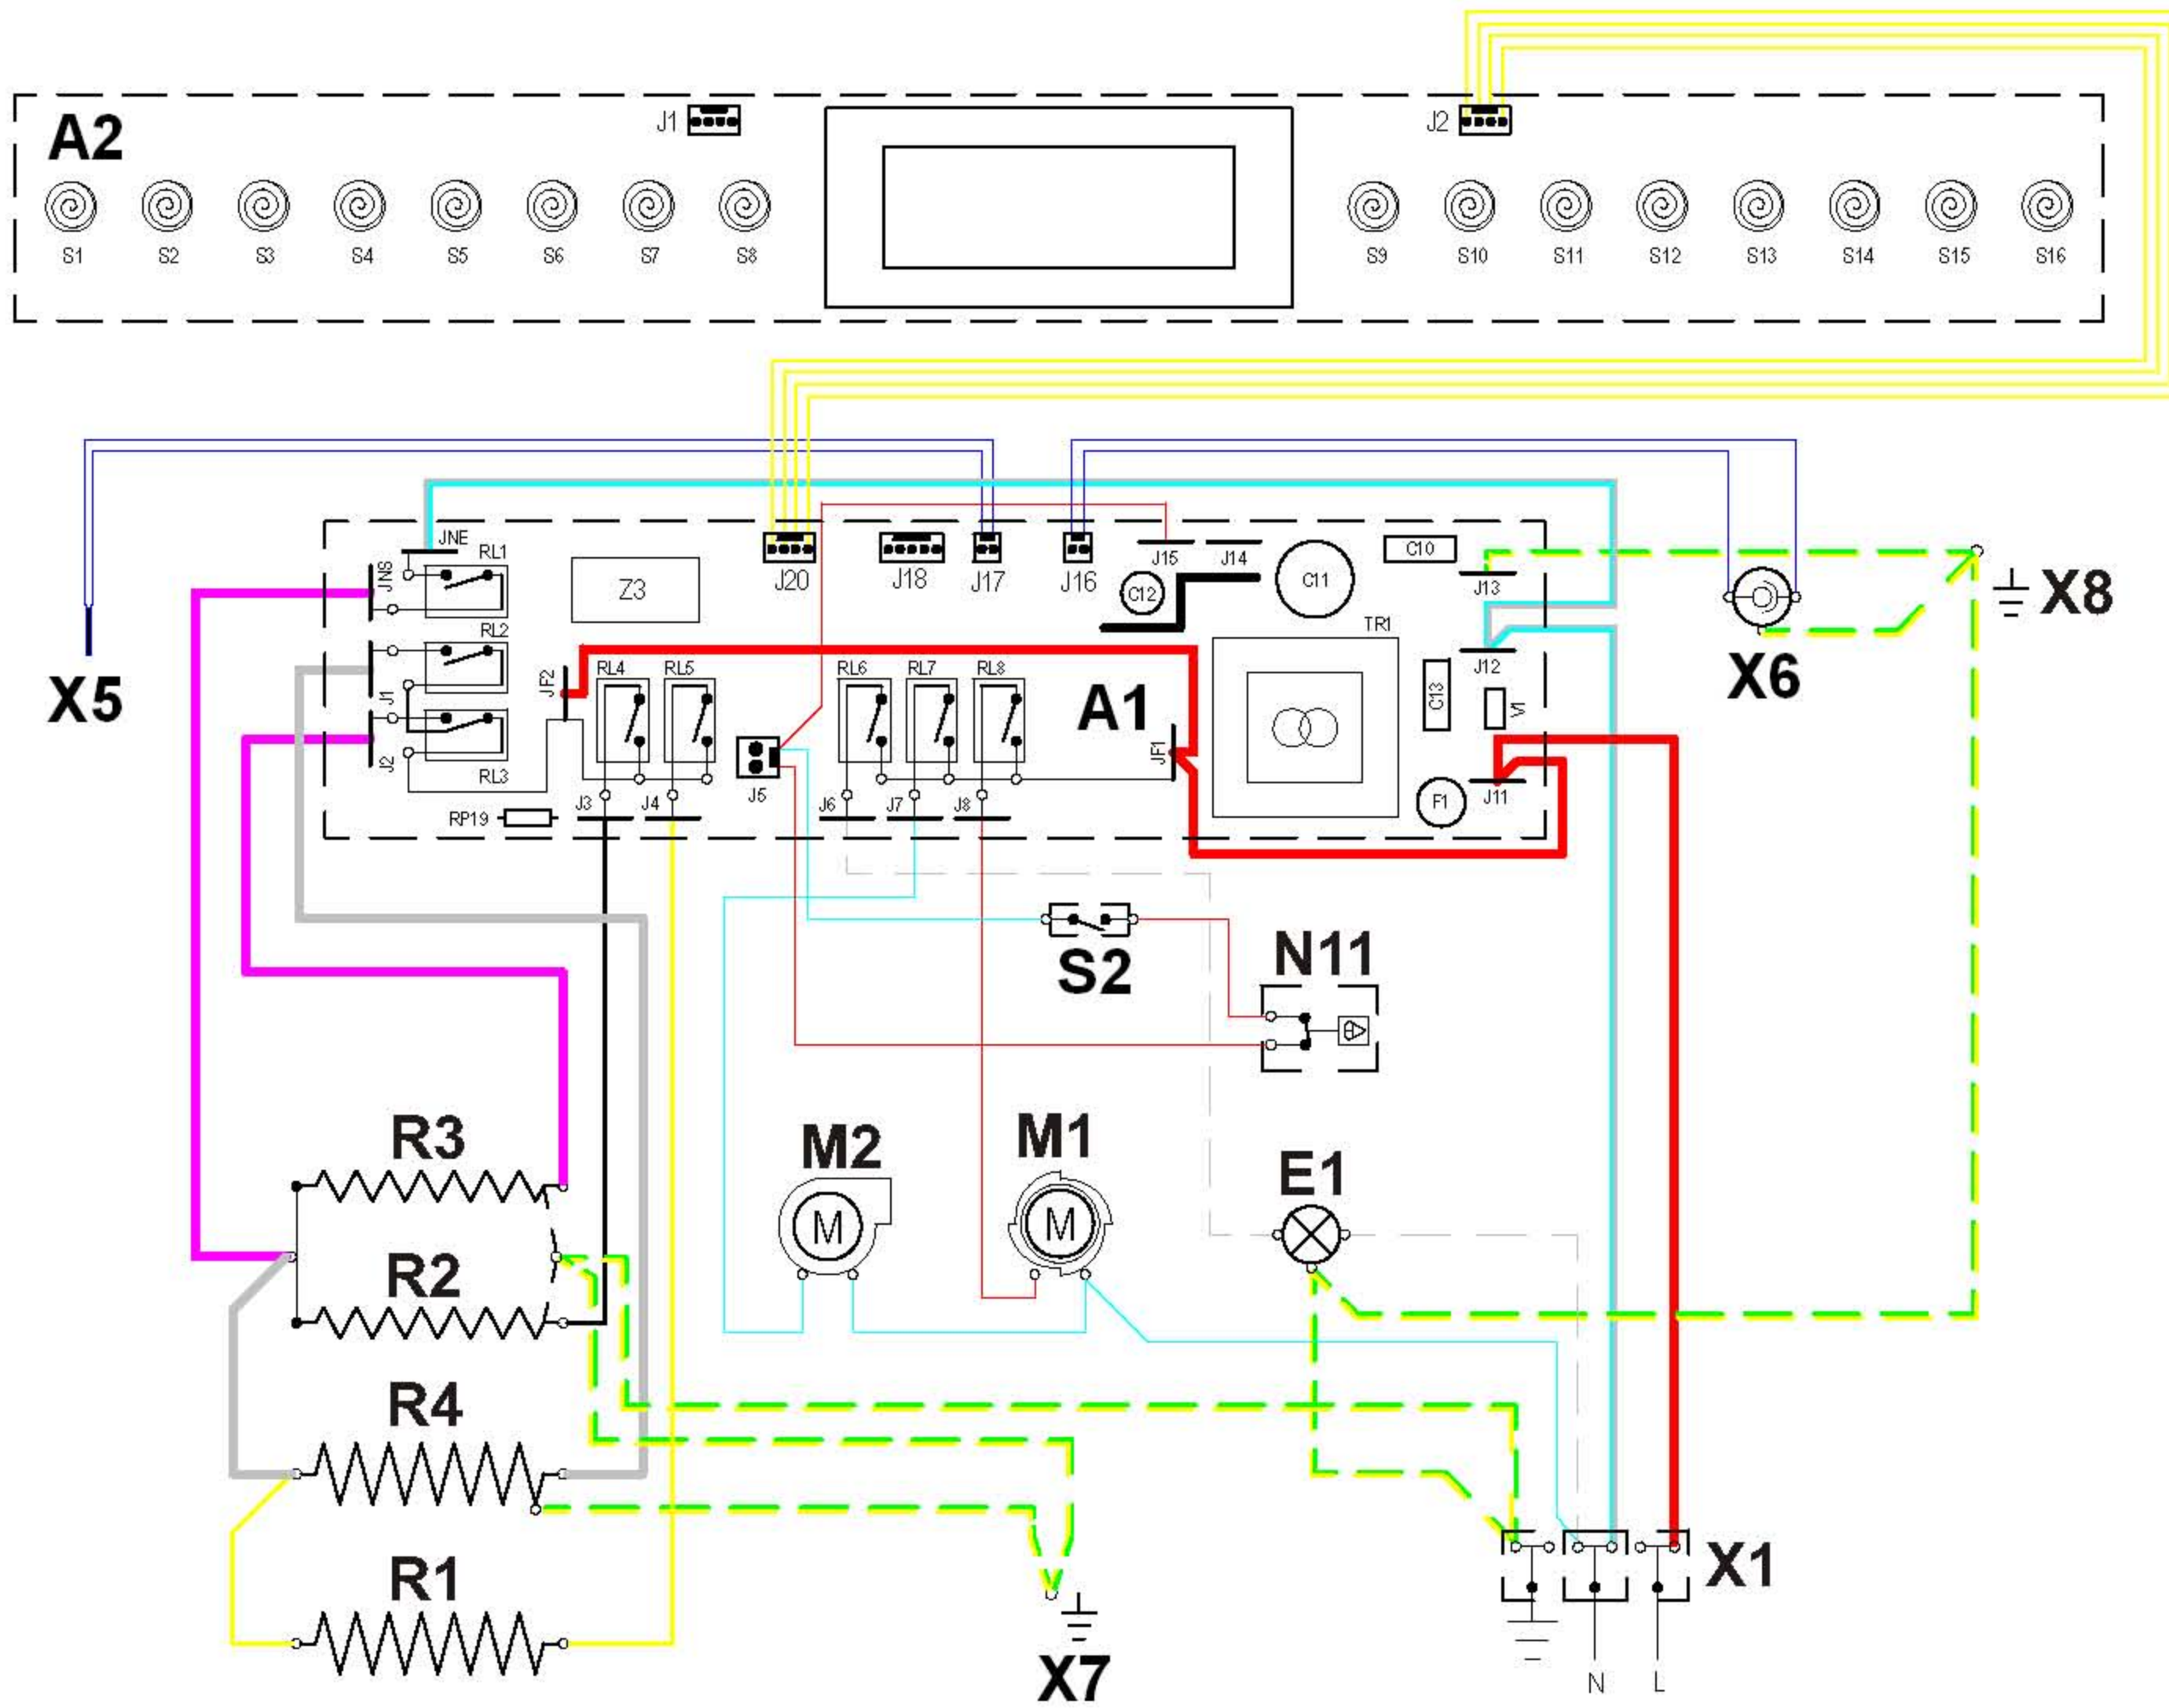 A2
J1
J2
S1 S2 S3 S4 S5 S6 S7 S8
S9 S10 S11 S12 S13 S14 S15 S16
JNE
RL1
JNS
Z3
J20
J18
J17
J16
J15
J14
C12
C11
C10
J13
X8
X6
X5
RL2
J1
JF2
RL4
RL5
RL6
RL7
RL8
A1
TR1
J12
C13
V1
J2
RL3
JF1
J5
J3
J4
J6
J7
J8
F1
J11
RP19
S2
N11
R3
M2
M
M1
M
E1
R2
R4
R1
X7
X1
N
L